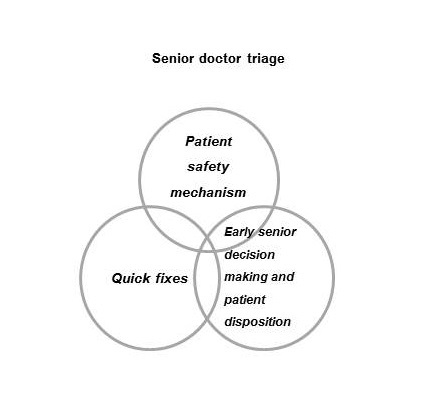 Senior doctor triage
Patient
safety
mechanism
Quick fixes
Early senior
decision
making and
patient
disposition